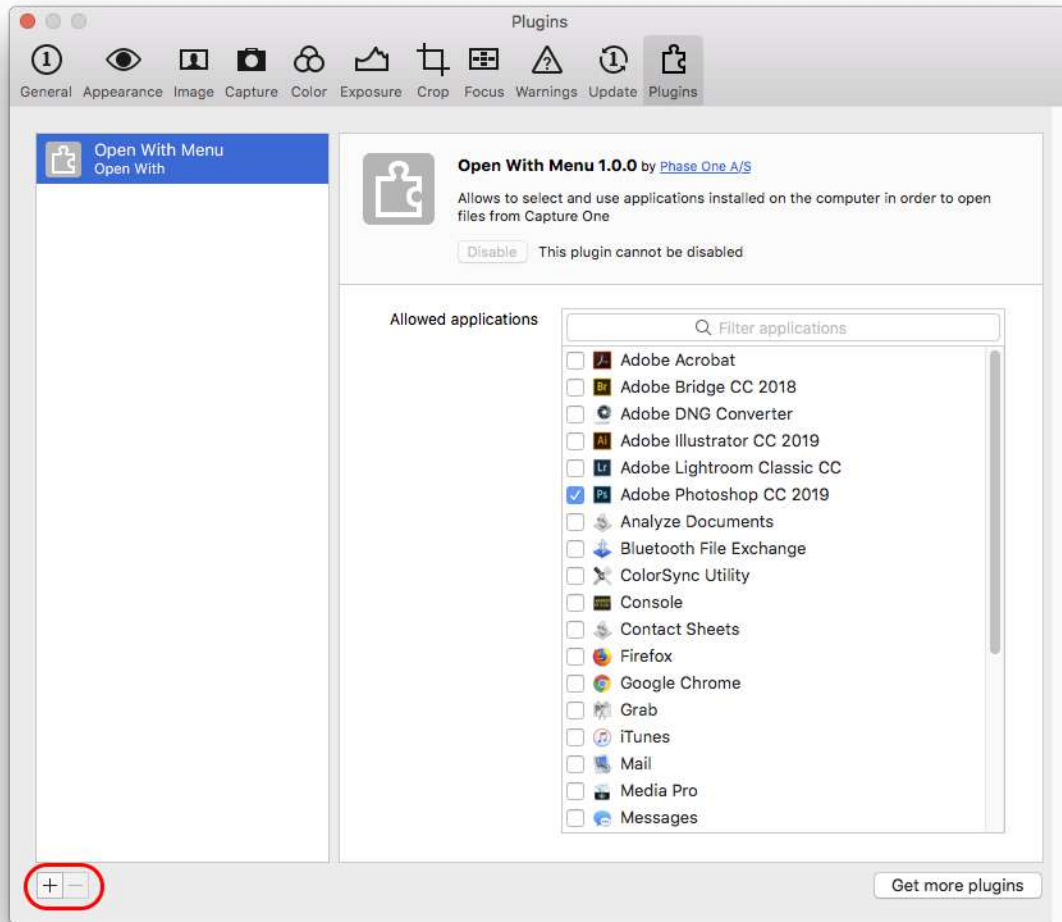 Plugins
General Appearance Image Capture Color Exposure Crop Focus Warnings Update Plugins
Open With Menu
Open With
Open With Menu 1.0.0 by Phase One A/S
Allows to select and use applications installed on the computer in order to open
files from Capture One
Disable This plugin cannot be disabled
Allowed applications
Filter applications
Adobe Acrobat
Br Adobe Bridge CC 2018
Adobe DNG Converter
Ai Adobe Illustrator CC 2019
Lr Adobe Lightroom Classic CC
Ps Adobe Photoshop CC 2019
Analyze Documents
Bluetooth File Exchange
ColorSync Utility
Console
Contact Sheets
Firefox
Google Chrome
Grab
iTunes
Mail
Media Pro
Messages
+ −
Get more plugins